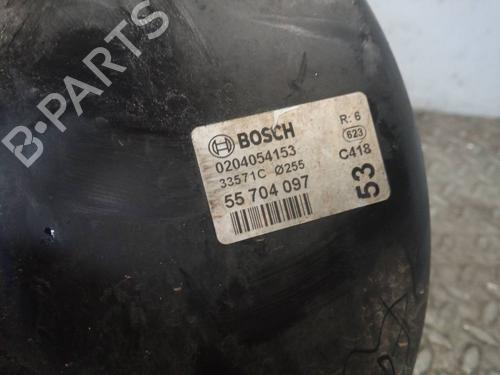 B-PARTS
BOSCH
0204054153
33571C Ø255
55 704 097
R: 6
623
C418
53